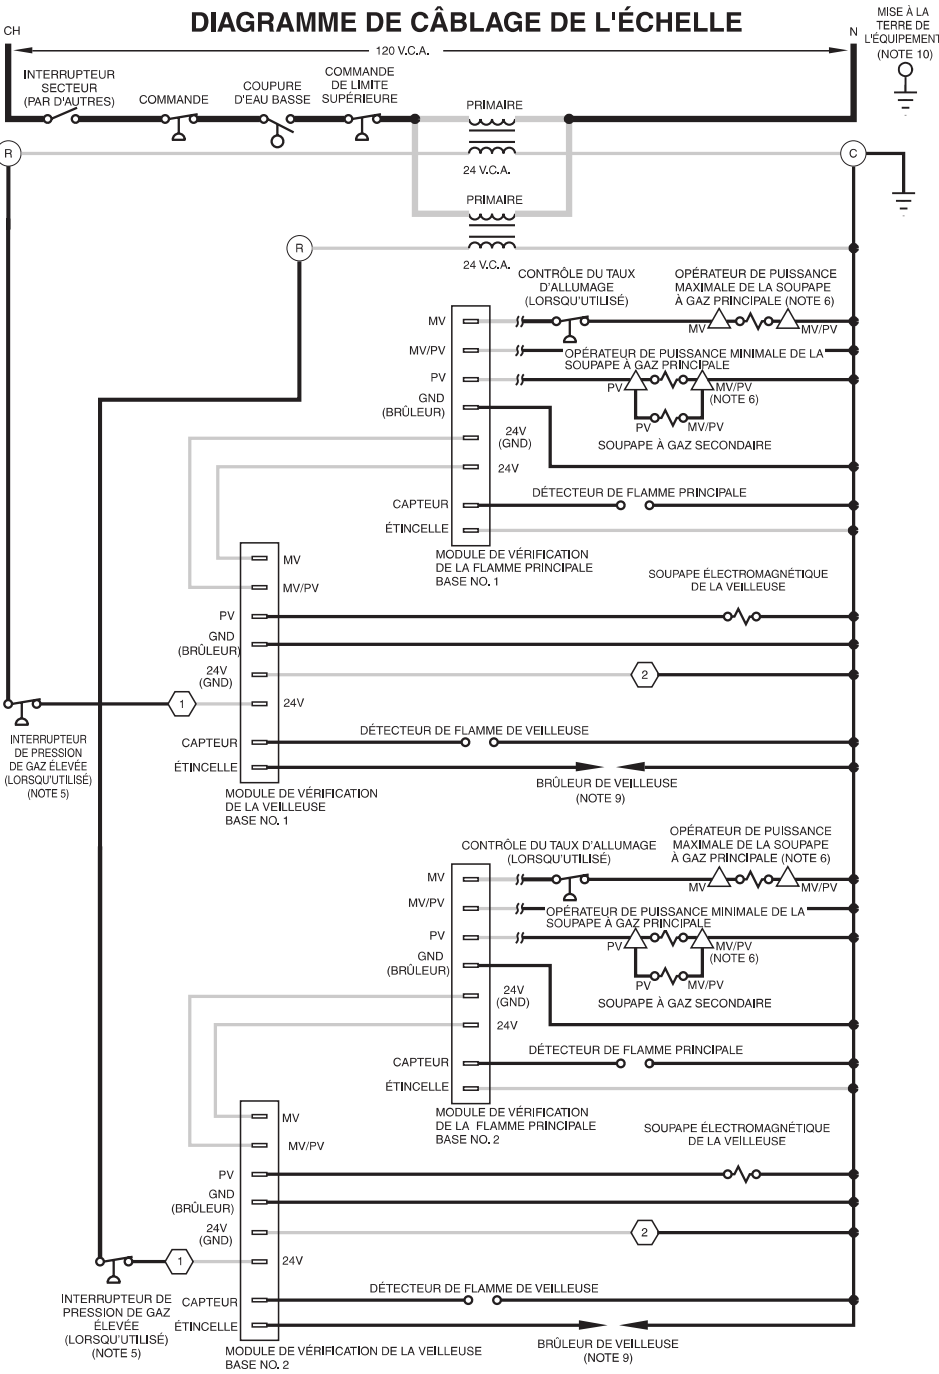 DIAGRAMME DE CÂBLAGE DE L'ÉCHELLE
MISE À LA
TERRE DE
L'ÉQUIPEMENT
(NOTE 10)
CH
N
120 V.C.A.
INTERRUPTEUR
SECTEUR
(PAR D'AUTRES)
COMMANDE
COUPURE
D'EAU BASSE
COMMANDE
DE LIMITE
SUPÉRIEURE
PRIMAIRE
R
C
24 V.C.A.
PRIMAIRE
R
24 V.C.A.
CONTRÔLE DU TAUX
D'ALLUMAGE
(LORSQU'UTILISÉ)
OPÉRATEUR DE PUISSANCE
MAXIMALE DE LA SOUPAPE
À GAZ PRINCIPALE (NOTE 6)
MV
MV
MV/PV
MV/PV
OPÉRATEUR DE PUISSANCE MINIMALE DE LA
SOUPAPE À GAZ PRINCIPALE
PV
PV
MV/PV
(NOTE 6)
GND
(BRÛLEUR)
PV
MV/PV
24V
(GND)
SOUPAPE À GAZ SECONDAIRE
24V
CAPTEUR
DÉTECTEUR DE FLAMME PRINCIPALE
ÉTINCELLE
MODULE DE VÉRIFICATION
DE LA FLAMME PRINCIPALE
BASE NO. 1
MV
MV/PV
SOUPAPE ÉLECTROMAGNÉTIQUE
DE LA VEILLEUSE
PV
GND
(BRÛLEUR)
24V
(GND)
2
1
24V
INTERRUPTEUR
DE PRESSION
DE GAZ ÉLEVÉE
(LORSQU'UTILISÉ)
(NOTE 5)
CAPTEUR
DÉTECTEUR DE FLAMME DE VEILLEUSE
ÉTINCELLE
BRÛLEUR DE VEILLEUSE
(NOTE 9)
MODULE DE VÉRIFICATION
DE LA VEILLEUSE
BASE NO. 1
CONTRÔLE DU TAUX D'ALLUMAGE
(LORSQU'UTILISÉ)
OPÉRATEUR DE PUISSANCE
MAXIMALE DE LA SOUPAPE
À GAZ PRINCIPALE (NOTE 6)
MV
MV
MV/PV
MV/PV
OPÉRATEUR DE PUISSANCE MINIMALE DE LA
SOUPAPE À GAZ PRINCIPALE
PV
PV
MV/PV
(NOTE 6)
GND
(BRÛLEUR)
PV
MV/PV
24V
(GND)
SOUPAPE À GAZ SECONDAIRE
24V
CAPTEUR
DÉTECTEUR DE FLAMME PRINCIPALE
ÉTINCELLE
MODULE DE VÉRIFICATION
DE LA FLAMME PRINCIPALE
BASE NO. 2
MV
MV/PV
SOUPAPE ÉLECTROMAGNÉTIQUE
DE LA VEILLEUSE
PV
GND
(BRÛLEUR)
24V
(GND)
2
1
24V
INTERRUPTEUR DE
PRESSION DE GAZ
ÉLEVÉE
(LORSQU'UTILISÉ)
(NOTE 5)
CAPTEUR
DÉTECTEUR DE FLAMME DE VEILLEUSE
ÉTINCELLE
BRÛLEUR DE VEILLEUSE
(NOTE 9)
MODULE DE VÉRIFICATION DE LA VEILLEUSE
BASE NO. 2